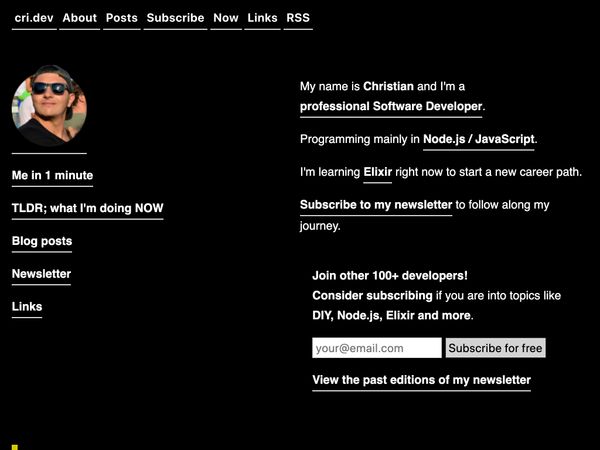 cri.dev About Posts Subscribe Now Links RSS
Me in 1 minute
TLDR; what I'm doing NOW
Blog posts
Newsletter
Links
My name is Christian and I'm a
professional Software Developer.
Programming mainly in Node.js / JavaScript.
I'm learning Elixir right now to start a new career path.
Subscribe to my newsletter to follow along my
journey.
Join other 100+ developers!
Consider subscribing if you are into topics like
DIY, Node.js, Elixir and more.
your@email.com Subscribe for free
View the past editions of my newsletter